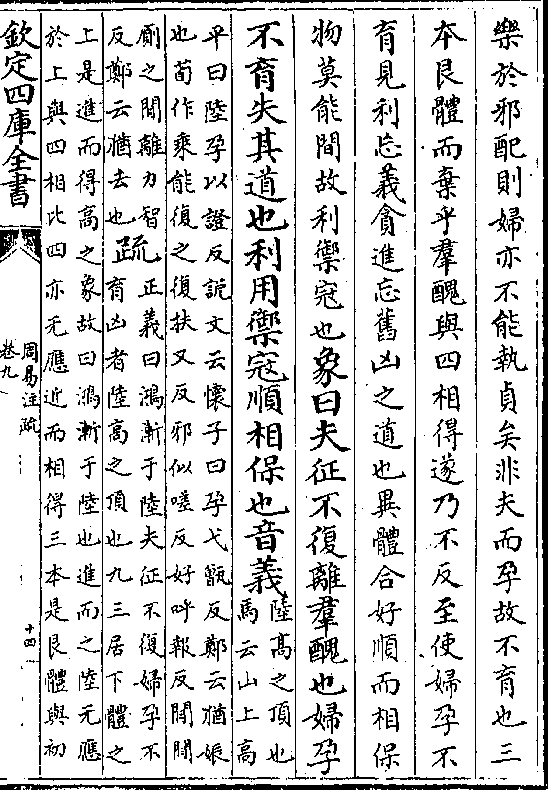 樂於邪配則婦亦不能執貞矣非夫而孕故不育也三
本艮體而棄乎羣醜與四相得遂乃不反至使婦孕不
育見利忘義貪進忘舊凶之道也異體合好順而相保
物莫能間故利禦寇也象曰夫征不復離羣醜也婦孕
不育失其道也利用禦寇順相保也音義
陸高之頂也
馬云山上高
平曰陸孕以證反說文云懷子曰孕弋甑反鄭云猶娠
也荀作乘能復之復扶又反邪似嗟反好呼報反閒閒
廁之閒離力智
反鄭云猶去也
疏
正義曰鴻漸于陸夫征不復婦孕不
育凶者陸高之頂也九三居下體之
上是進而得高之象故曰鴻漸于陸也進而之陸无應
於上與四相比四亦无應近而相得三本是艮體與初
欽定四庫全書
周易注疏
卷九
十四